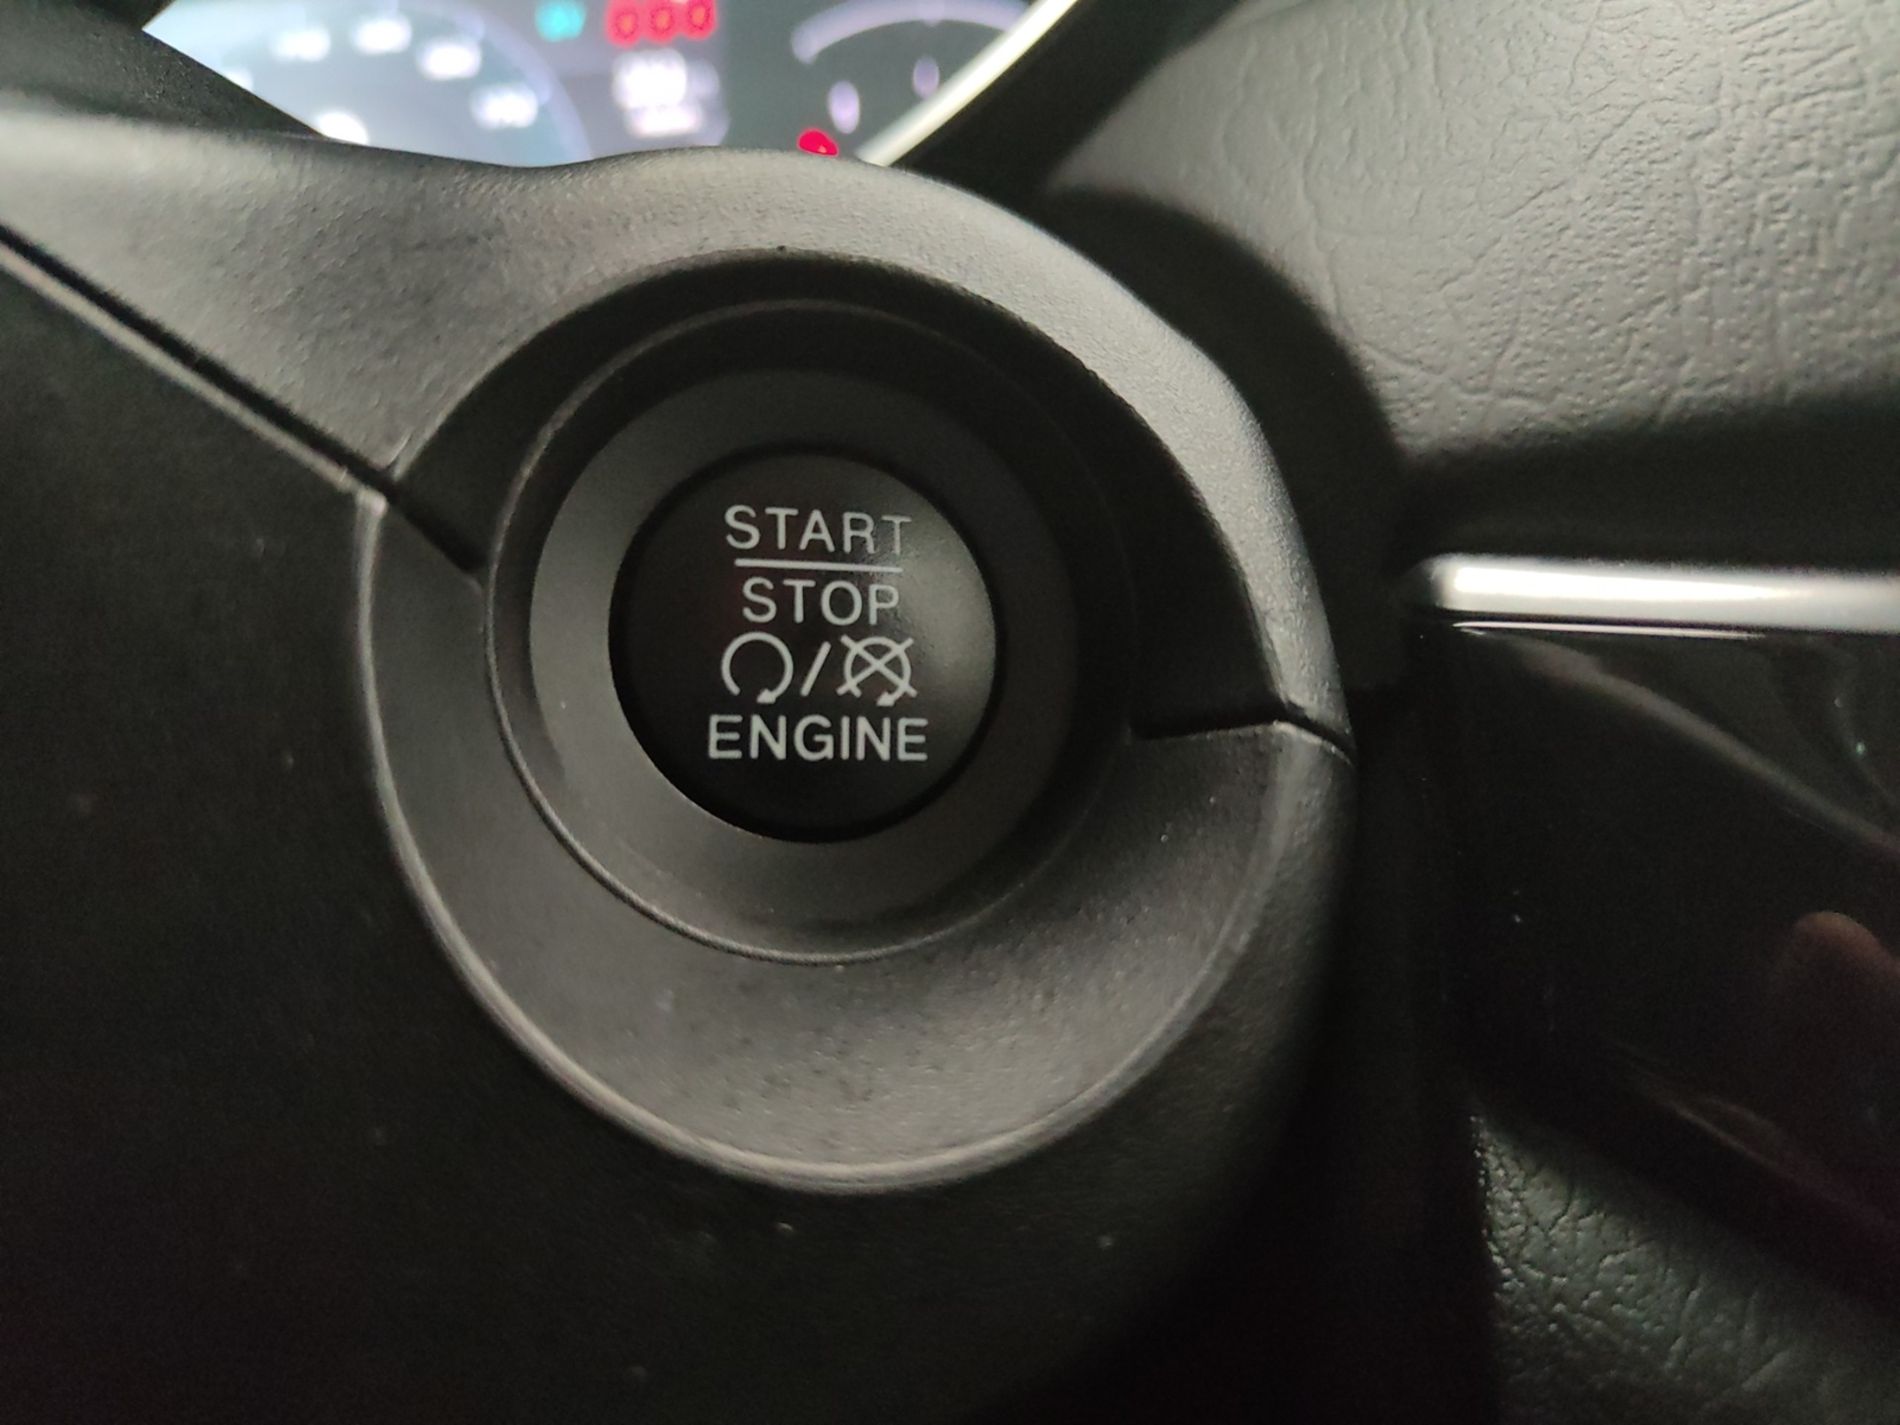 START
STOP
/
ENGINE